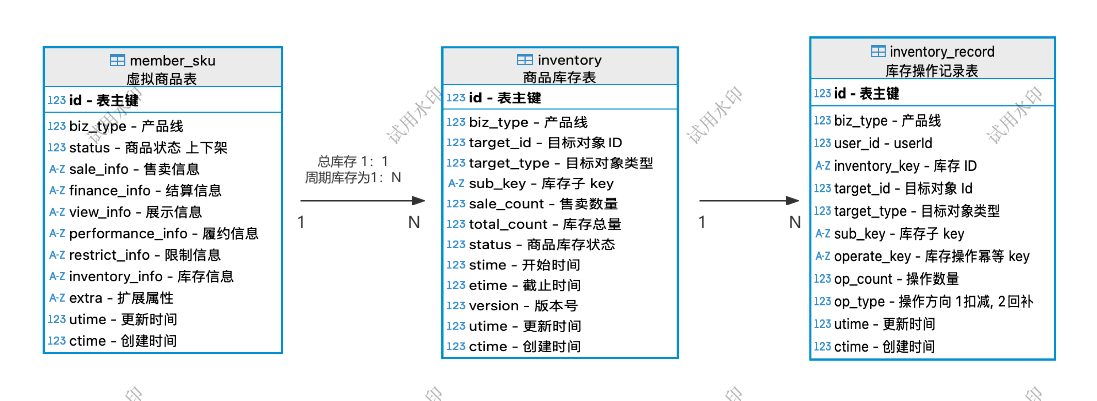 member_sku
虚拟商品表
123 id - 表主键
123 biz_type - 产品线
123 status - 商品状态 上下架
A-Z sale_info - 售卖信息
A-Z finance_info - 结算信息
A-Z view_info - 展示信息
A-Z performance_info - 履约信息
A-Z restrict_info - 限制信息
A-Z inventory_info - 库存信息
A-Z extra - 扩展属性
123 utime - 更新时间
123 ctime - 创建时间
总库存 1：1
周期库存为1：N
1
N
inventory
商品库存表
123 id - 表主键
123 biz_type - 产品线
123 target_id - 目标对象 ID
123 target_type - 目标对象类型
A-Z sub_key - 库存子 key
123 sale_count - 售卖数量
123 total_count - 库存总量
123 status - 商品库存状态
123 stime - 开始时间
123 etime - 截止时间
123 version - 版本号
123 utime - 更新时间
123 ctime - 创建时间
1
N
inventory_record
库存操作记录表
123 id - 表主键
123 biz_type - 产品线
123 user_id - userId
A-Z inventory_key - 库存 ID
123 target_id - 目标对象 Id
123 target_type - 目标对象类型
A-Z sub_key - 库存子 key
A-Z operate_key - 库存操作幂等 key
123 op_count - 操作数量
123 op_type - 操作方向 1扣减, 2回补
123 utime - 更新时间
123 ctime - 创建时间
试用水印
试用水印
试用水印
试用水印
水印
水印
水印
水印